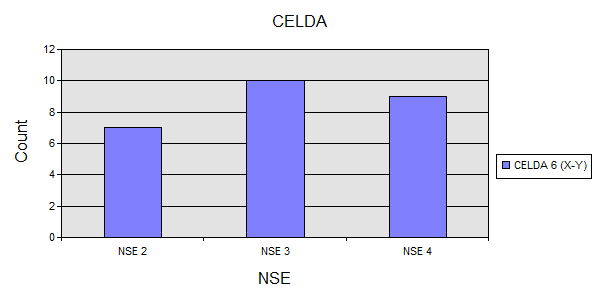 CELDA
12
10
8
6
4
2
0
Count
NSE 2
NSE 3
NSE 4
NSE
CELDA 6 (X-Y)